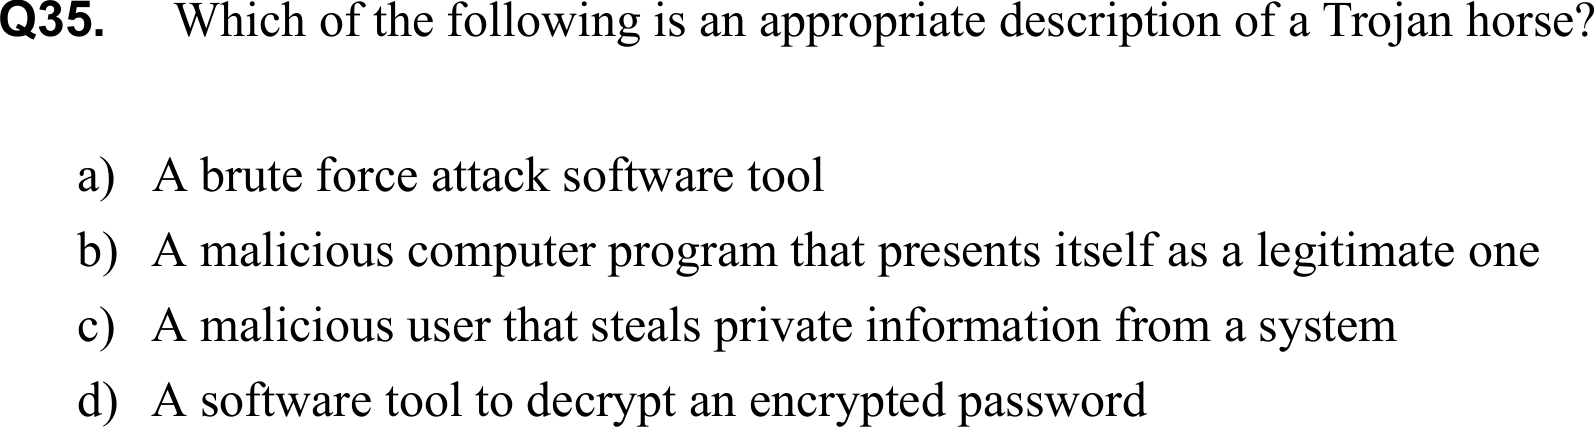 Q35. Which of the following is an appropriate description of a Trojan horse?
a) A brute force attack software tool
b) A malicious computer program that presents itself as a legitimate one
c) A malicious user that steals private information from a system
d) A software tool to decrypt an encrypted password